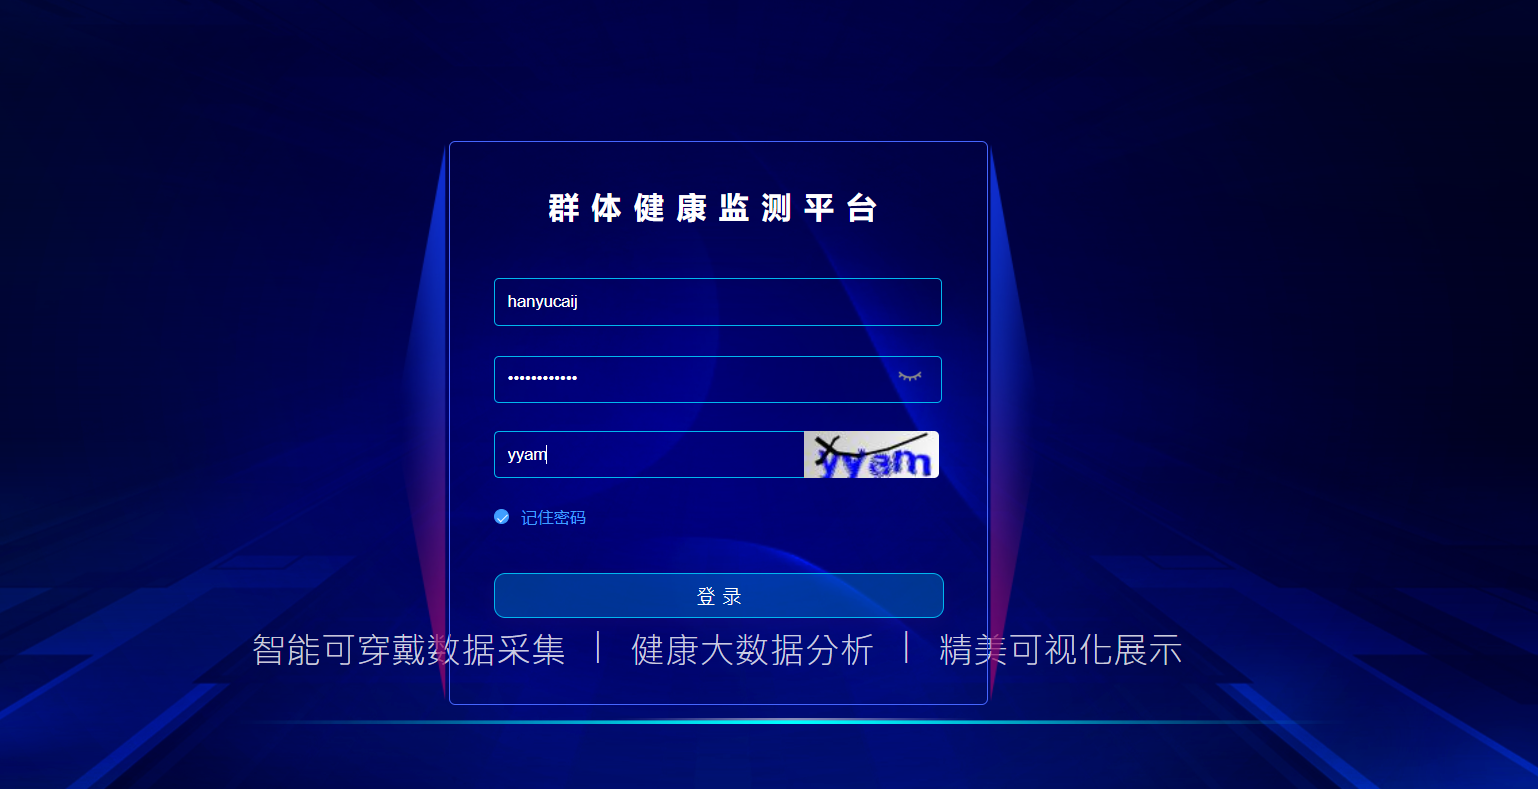 群体健康监测平台
hanyucaij
••••••••••••
yyam
yyam
记住密码
登录
智能可穿戴数据采集 | 健康大数据分析 | 精美可视化展示